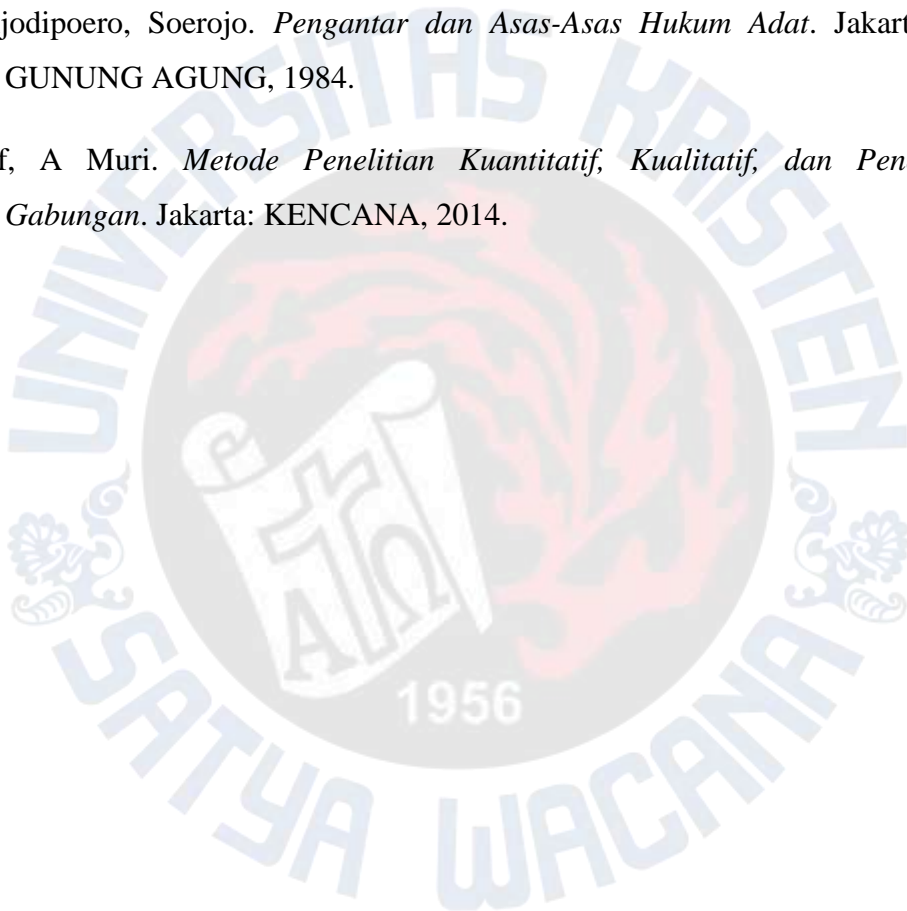 jodipoero, Soerojo. Pengantar dan Asas-Asas Hukum Adat. Jakart
GUNUNG AGUNG, 1984.
f, A Muri. Metode Penelitian Kuantitatif, Kualitatif, dan Pen
Gabungan. Jakarta: KENCANA, 2014.
UNIVERSITAS KRISTEN
A Ω
1956
SATYA WACANA